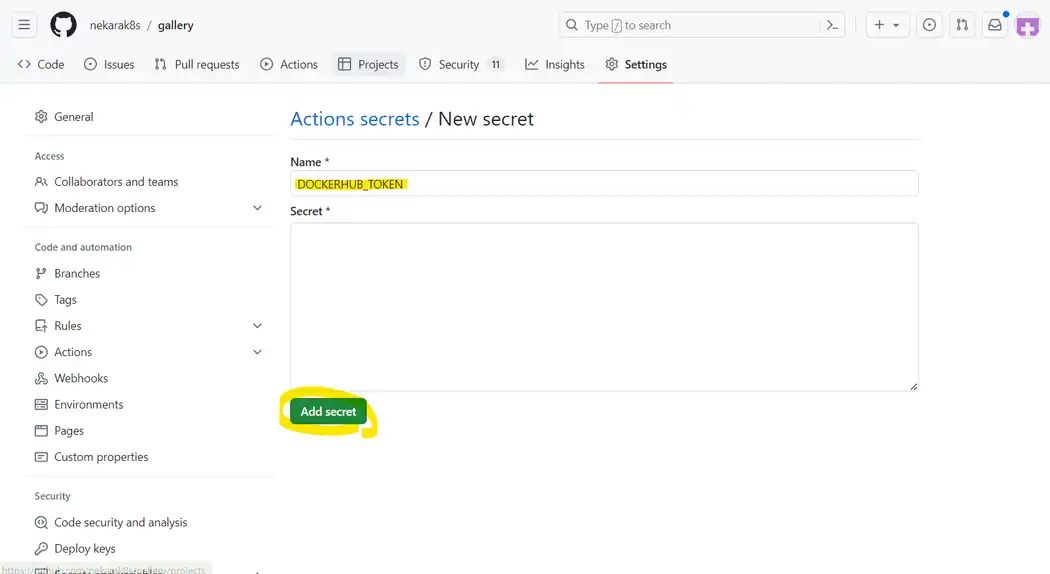 nekarak8s / gallery
Type / to search
Code
Issues
Pull requests
Actions
Projects
Security 11
Insights
Settings
General
Access
Collaborators and teams
Moderation options
Code and automation
Branches
Tags
Rules
Actions
Webhooks
Environments
Pages
Custom properties
Security
Code security and analysis
Deploy keys
Actions secrets / New secret
Name *
DOCKERHUB_TOKEN
Secret *
Add secret
https://github.com/nekarak8s/gallery/projects